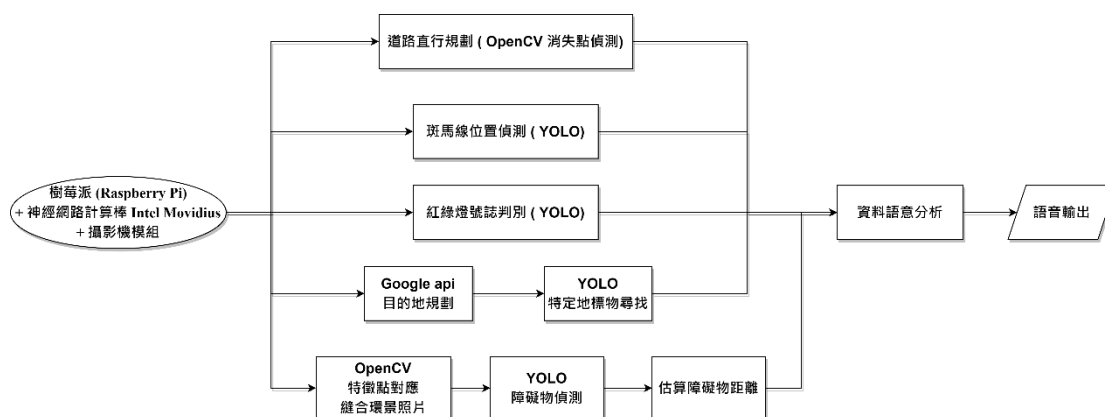 道路直行規劃 ( OpenCV 消失點偵測)
斑馬線位置偵測 ( YOLO)
樹莓派 (Raspberry Pi)
+ 神經網路計算棒 Intel Movidius
+ 攝影機模組
紅綠燈號誌判別 ( YOLO)
資料語意分析
語音輸出
Google api
目的地規劃
YOLO
特定地標物尋找
OpenCV
特徵點對應
縫合環景照片
YOLO
障礙物偵測
估算障礙物距離